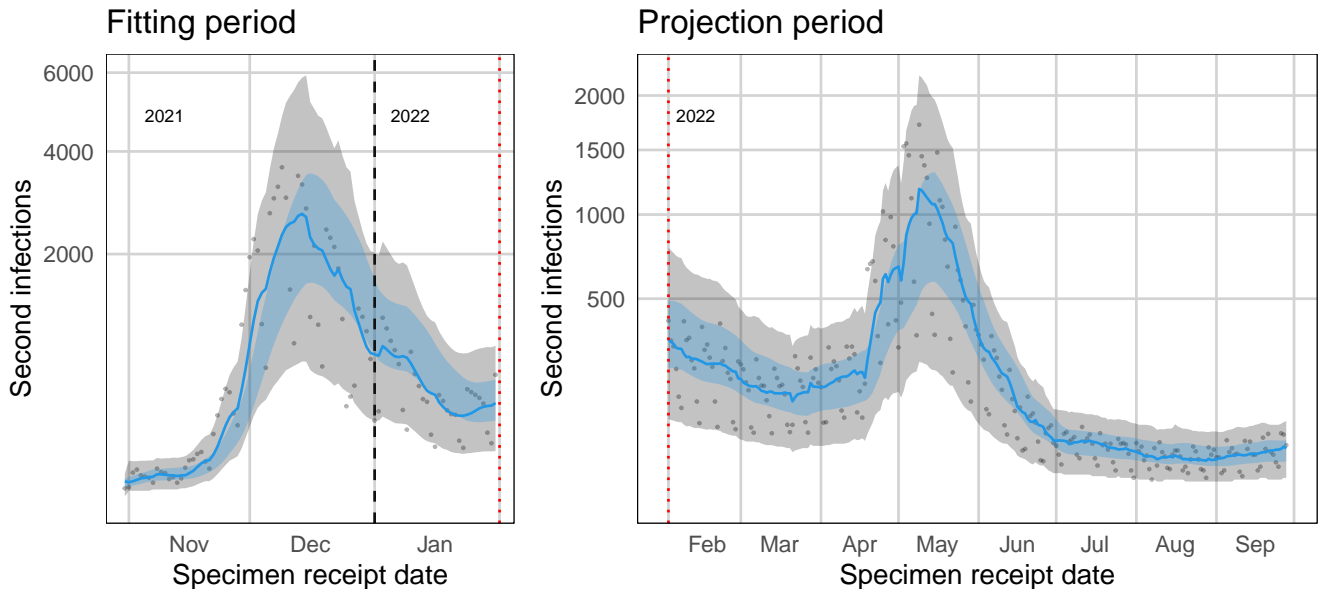 Fitting period
Second infections
6000
4000
2000
2021
2022
Nov
Dec
Jan
Specimen receipt date
Projection period
Second infections
2000
1500
1000
500
2022
Feb
Mar
Apr
May
Jun
Jul
Aug
Sep
Specimen receipt date